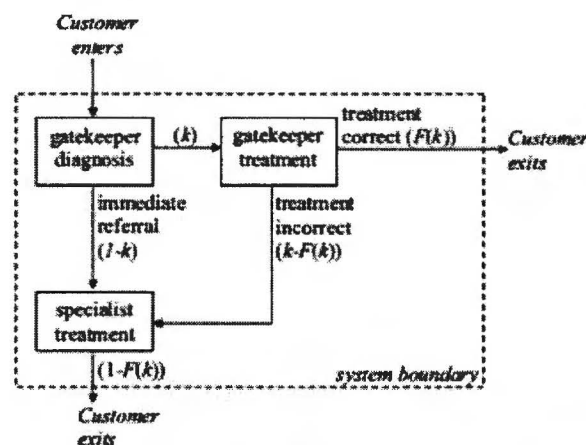 Customer
enters
gatekeeper
diagnosis
(k)
gatekeeper
treatment
treatment
correct (F(k))
Customer
exits
immediate
referral
(1-k)
treatment
incorrect
(k-F(k))
specialist
treatment
(1-F(k))
system boundary
Customer
exits